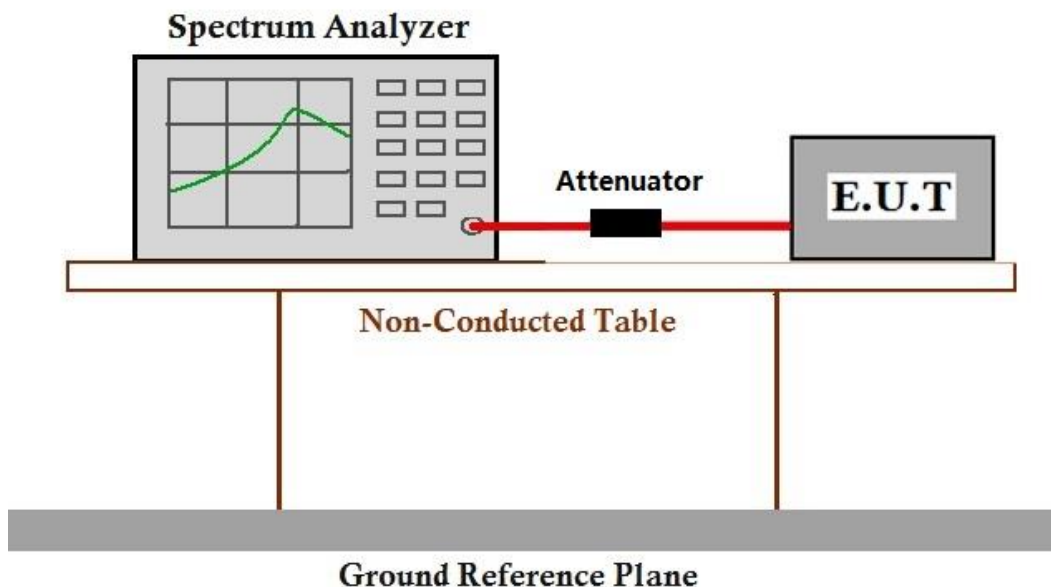 Spectrum Analyzer
Attenuator
E.U.T
Non-Conducted Table
Ground Reference Plane